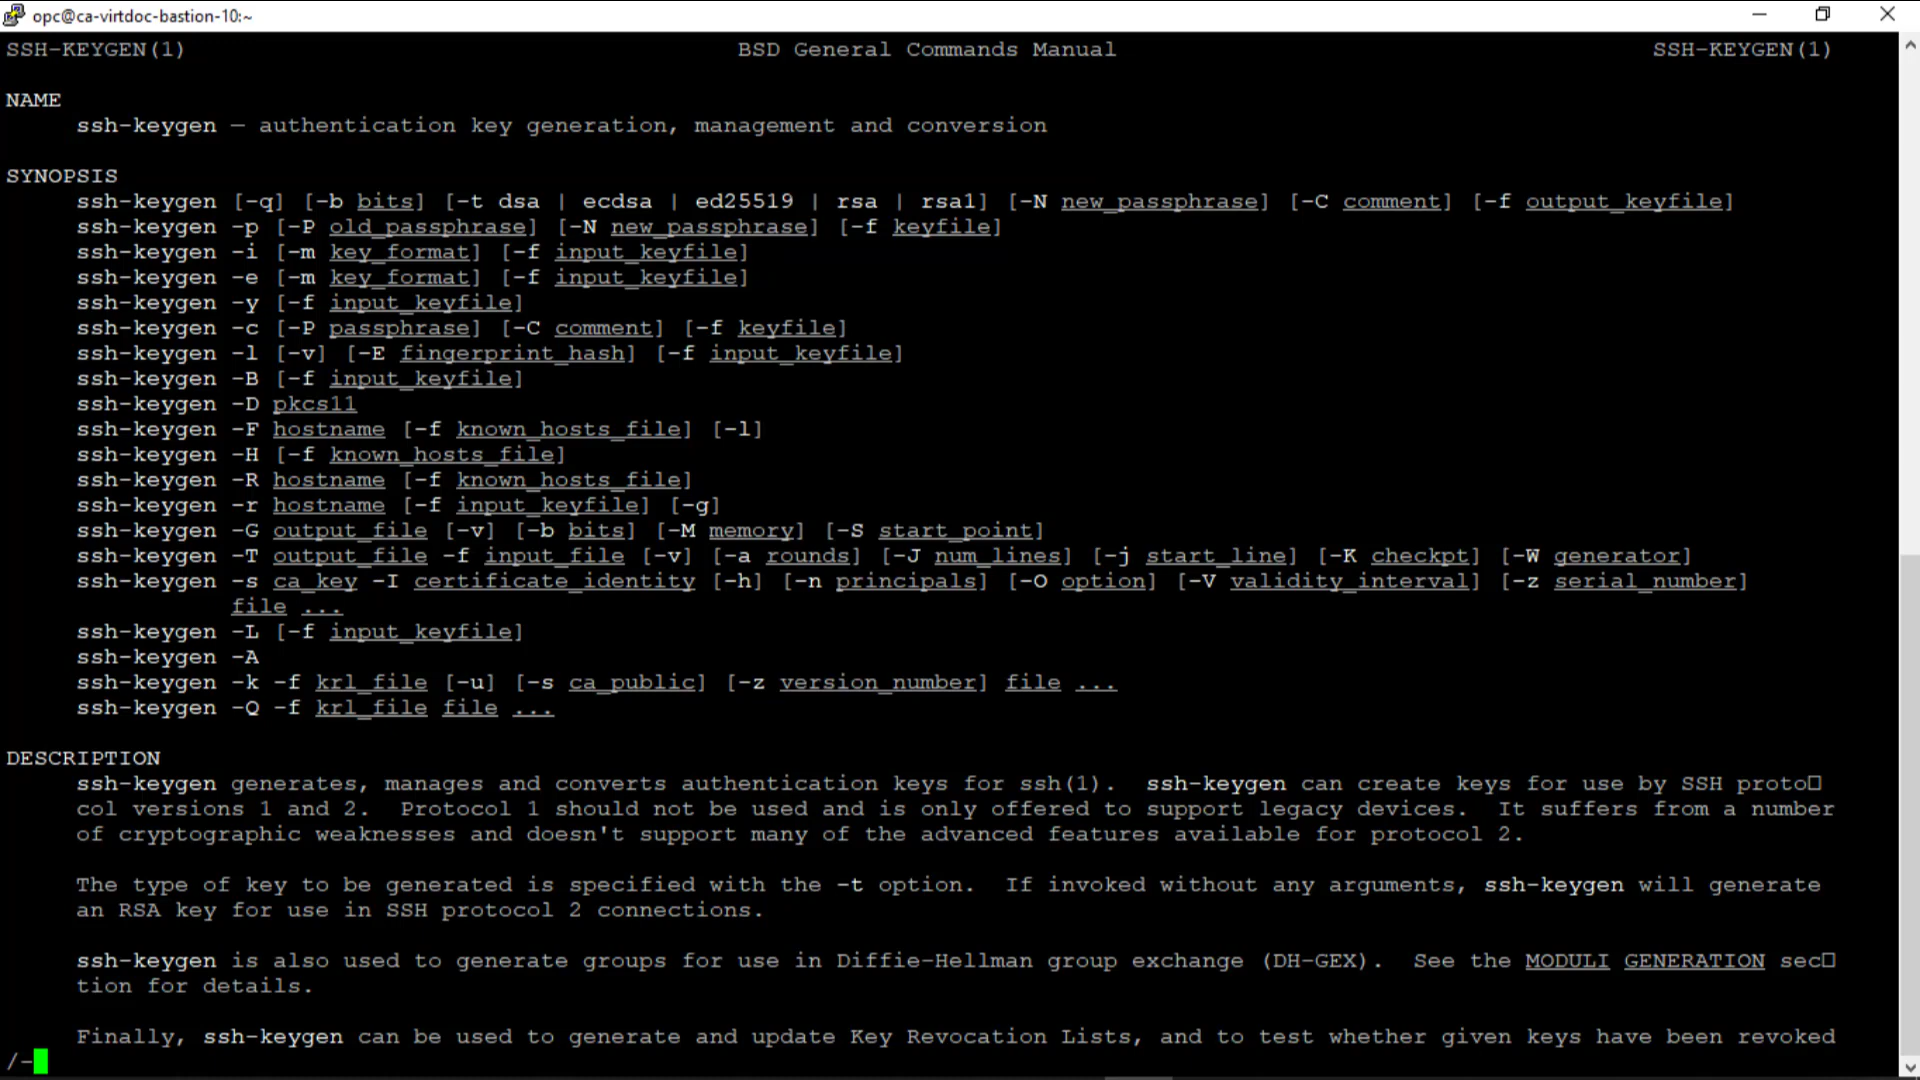 opc@ca-virtdoc-bastion-10:~
SSH-KEYGEN(1) BSD General Commands Manual SSH-KEYGEN(1)
NAME
ssh-keygen — authentication key generation, management and conversion
SYNOPSIS
ssh-keygen [-q] [-b bits] [-t dsa | ecdsa | ed25519 | rsa | rsa1] [-N new_passphrase] [-C comment] [-f output_keyfile]
ssh-keygen -p [-P old_passphrase] [-N new_passphrase] [-f keyfile]
ssh-keygen -i [-m key_format] [-f input_keyfile]
ssh-keygen -e [-m key_format] [-f input_keyfile]
ssh-keygen -y [-f input_keyfile]
ssh-keygen -c [-P passphrase] [-C comment] [-f keyfile]
ssh-keygen -l [-v] [-E fingerprint_hash] [-f input_keyfile]
ssh-keygen -B [-f input_keyfile]
ssh-keygen -D pkcs11
ssh-keygen -F hostname [-f known_hosts_file] [-l]
ssh-keygen -H [-f known_hosts_file]
ssh-keygen -R hostname [-f known_hosts_file]
ssh-keygen -r hostname [-f input_keyfile] [-g]
ssh-keygen -G output_file [-v] [-b bits] [-M memory] [-S start_point]
ssh-keygen -T output_file -f input_file [-v] [-a rounds] [-J num_lines] [-j start_line] [-K checkpt] [-W generator]
ssh-keygen -s ca_key -I certificate_identity [-h] [-n principals] [-O option] [-V validity_interval] [-z serial_number]
file ...
ssh-keygen -L [-f input_keyfile]
ssh-keygen -A
ssh-keygen -k -f krl_file [-u] [-s ca_public] [-z version_number] file ...
ssh-keygen -Q -f krl_file file ...
DESCRIPTION
ssh-keygen generates, manages and converts authentication keys for ssh(1). ssh-keygen can create keys for use by SSH proto□
col versions 1 and 2. Protocol 1 should not be used and is only offered to support legacy devices. It suffers from a number
of cryptographic weaknesses and doesn't support many of the advanced features available for protocol 2.
The type of key to be generated is specified with the -t option. If invoked without any arguments, ssh-keygen will generate
an RSA key for use in SSH protocol 2 connections.
ssh-keygen is also used to generate groups for use in Diffie-Hellman group exchange (DH-GEX). See the MODULI GENERATION sec□
tion for details.
Finally, ssh-keygen can be used to generate and update Key Revocation Lists, and to test whether given keys have been revoked
/-